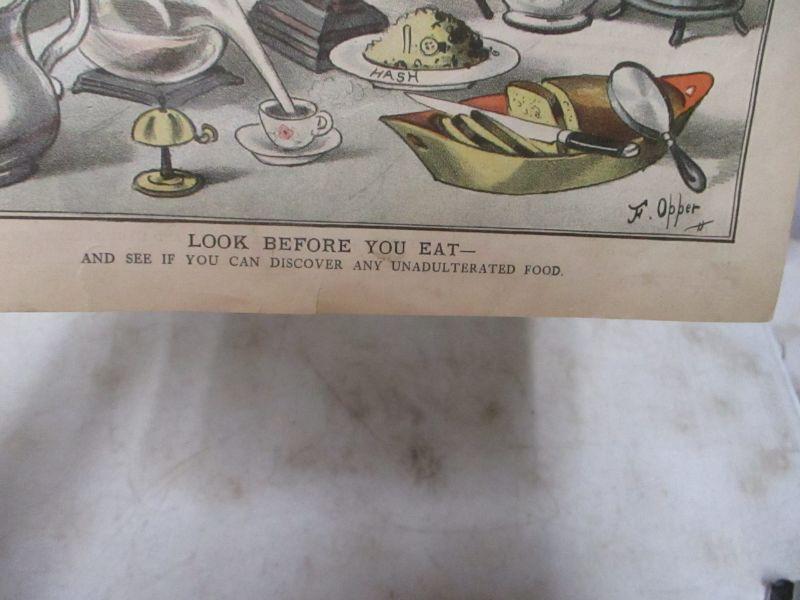 HASH
F. Opper
LOOK BEFORE YOU EAT—
AND SEE IF YOU CAN DISCOVER ANY UNADULTERATED FOOD.